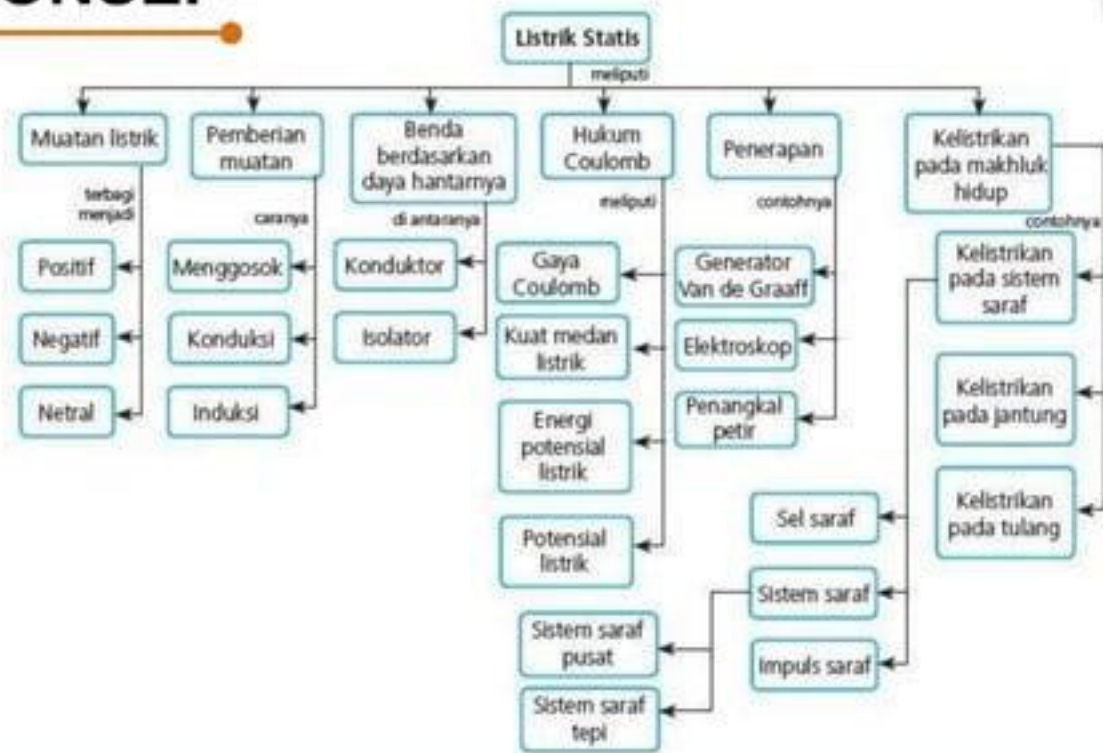 Listrik Statis
meliputi
Muatan listrik
Pemberian
muatan
Benda
berdasarkan
daya hantarnya
Hukum
Coulomb
Penerapan
Kelistrikan
pada makhluk
hidup
terbagi
menjadi
caranya
di antaranya
meliputi
contohnya
contohnya
Positif
Negatif
Netral
Menggosok
Konduksi
Induksi
Konduktor
Isolator
Gaya
Coulomb
Kuat medan
listrik
Energi
potensial
listrik
Potensial
listrik
Generator
Van de Graaff
Elektroskop
Penangkal
petir
Kelistrikan
pada sistem
saraf
Kelistrikan
pada jantung
Kelistrikan
pada tulang
Sel saraf
Sistem saraf
Impuls saraf
Sistem saraf
pusat
Sistem saraf
tepi